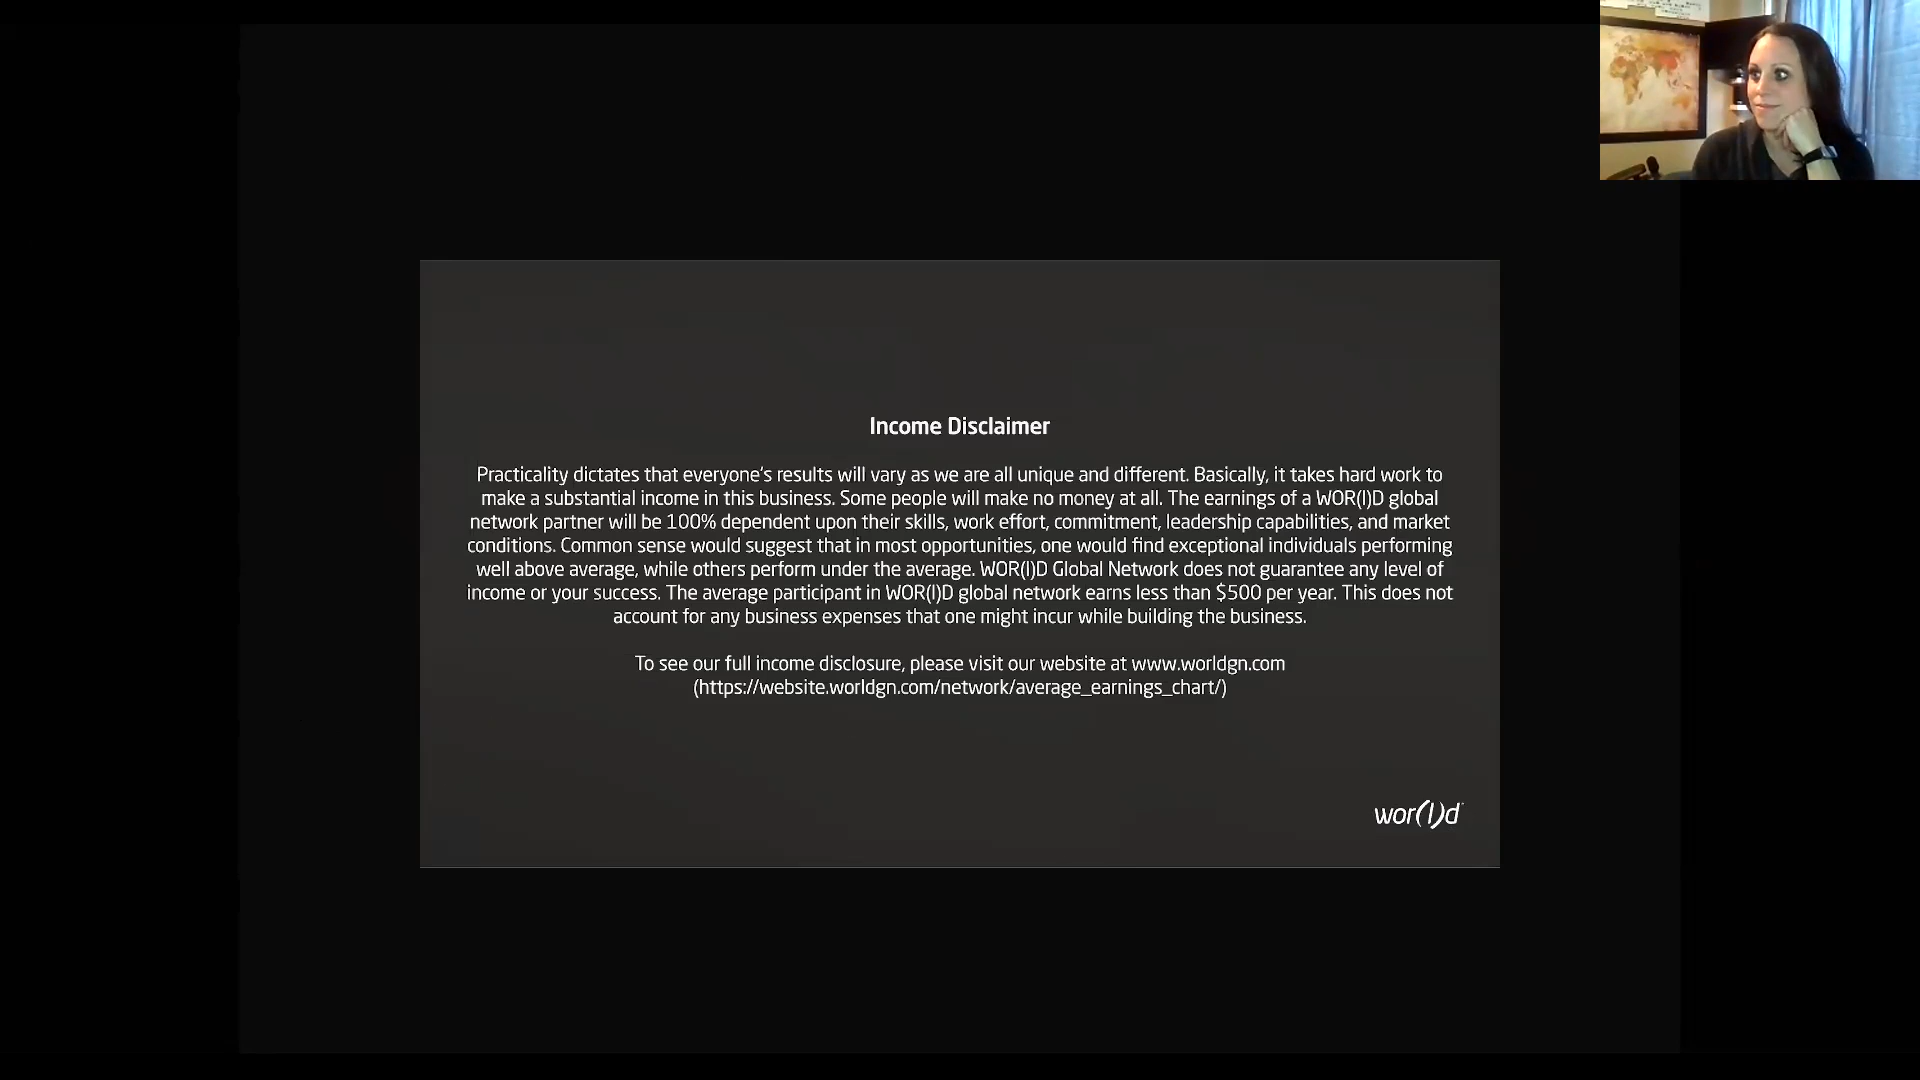 Income Disclaimer
Practicality dictates that everyone's results will vary as we are all unique and different. Basically, it takes hard work to
make a substantial income in this business. Some people will make no money at all. The earnings of a WOR(l)D global
network partner will be 100% dependent upon their skills, work effort, commitment, leadership capabilities, and market
conditions. Common sense would suggest that in most opportunities, one would find exceptional individuals performing
well above average, while others perform under the average. WOR(l)D Global Network does not guarantee any level of
income or your success. The average participant in WOR(l)D global network earns less than $500 per year. This does not
account for any business expenses that one might incur while building the business.
To see our full income disclosure, please visit our website at www.worldgn.com
(https://website.worldgn.com/network/average_earnings_chart/)
wor(l)d